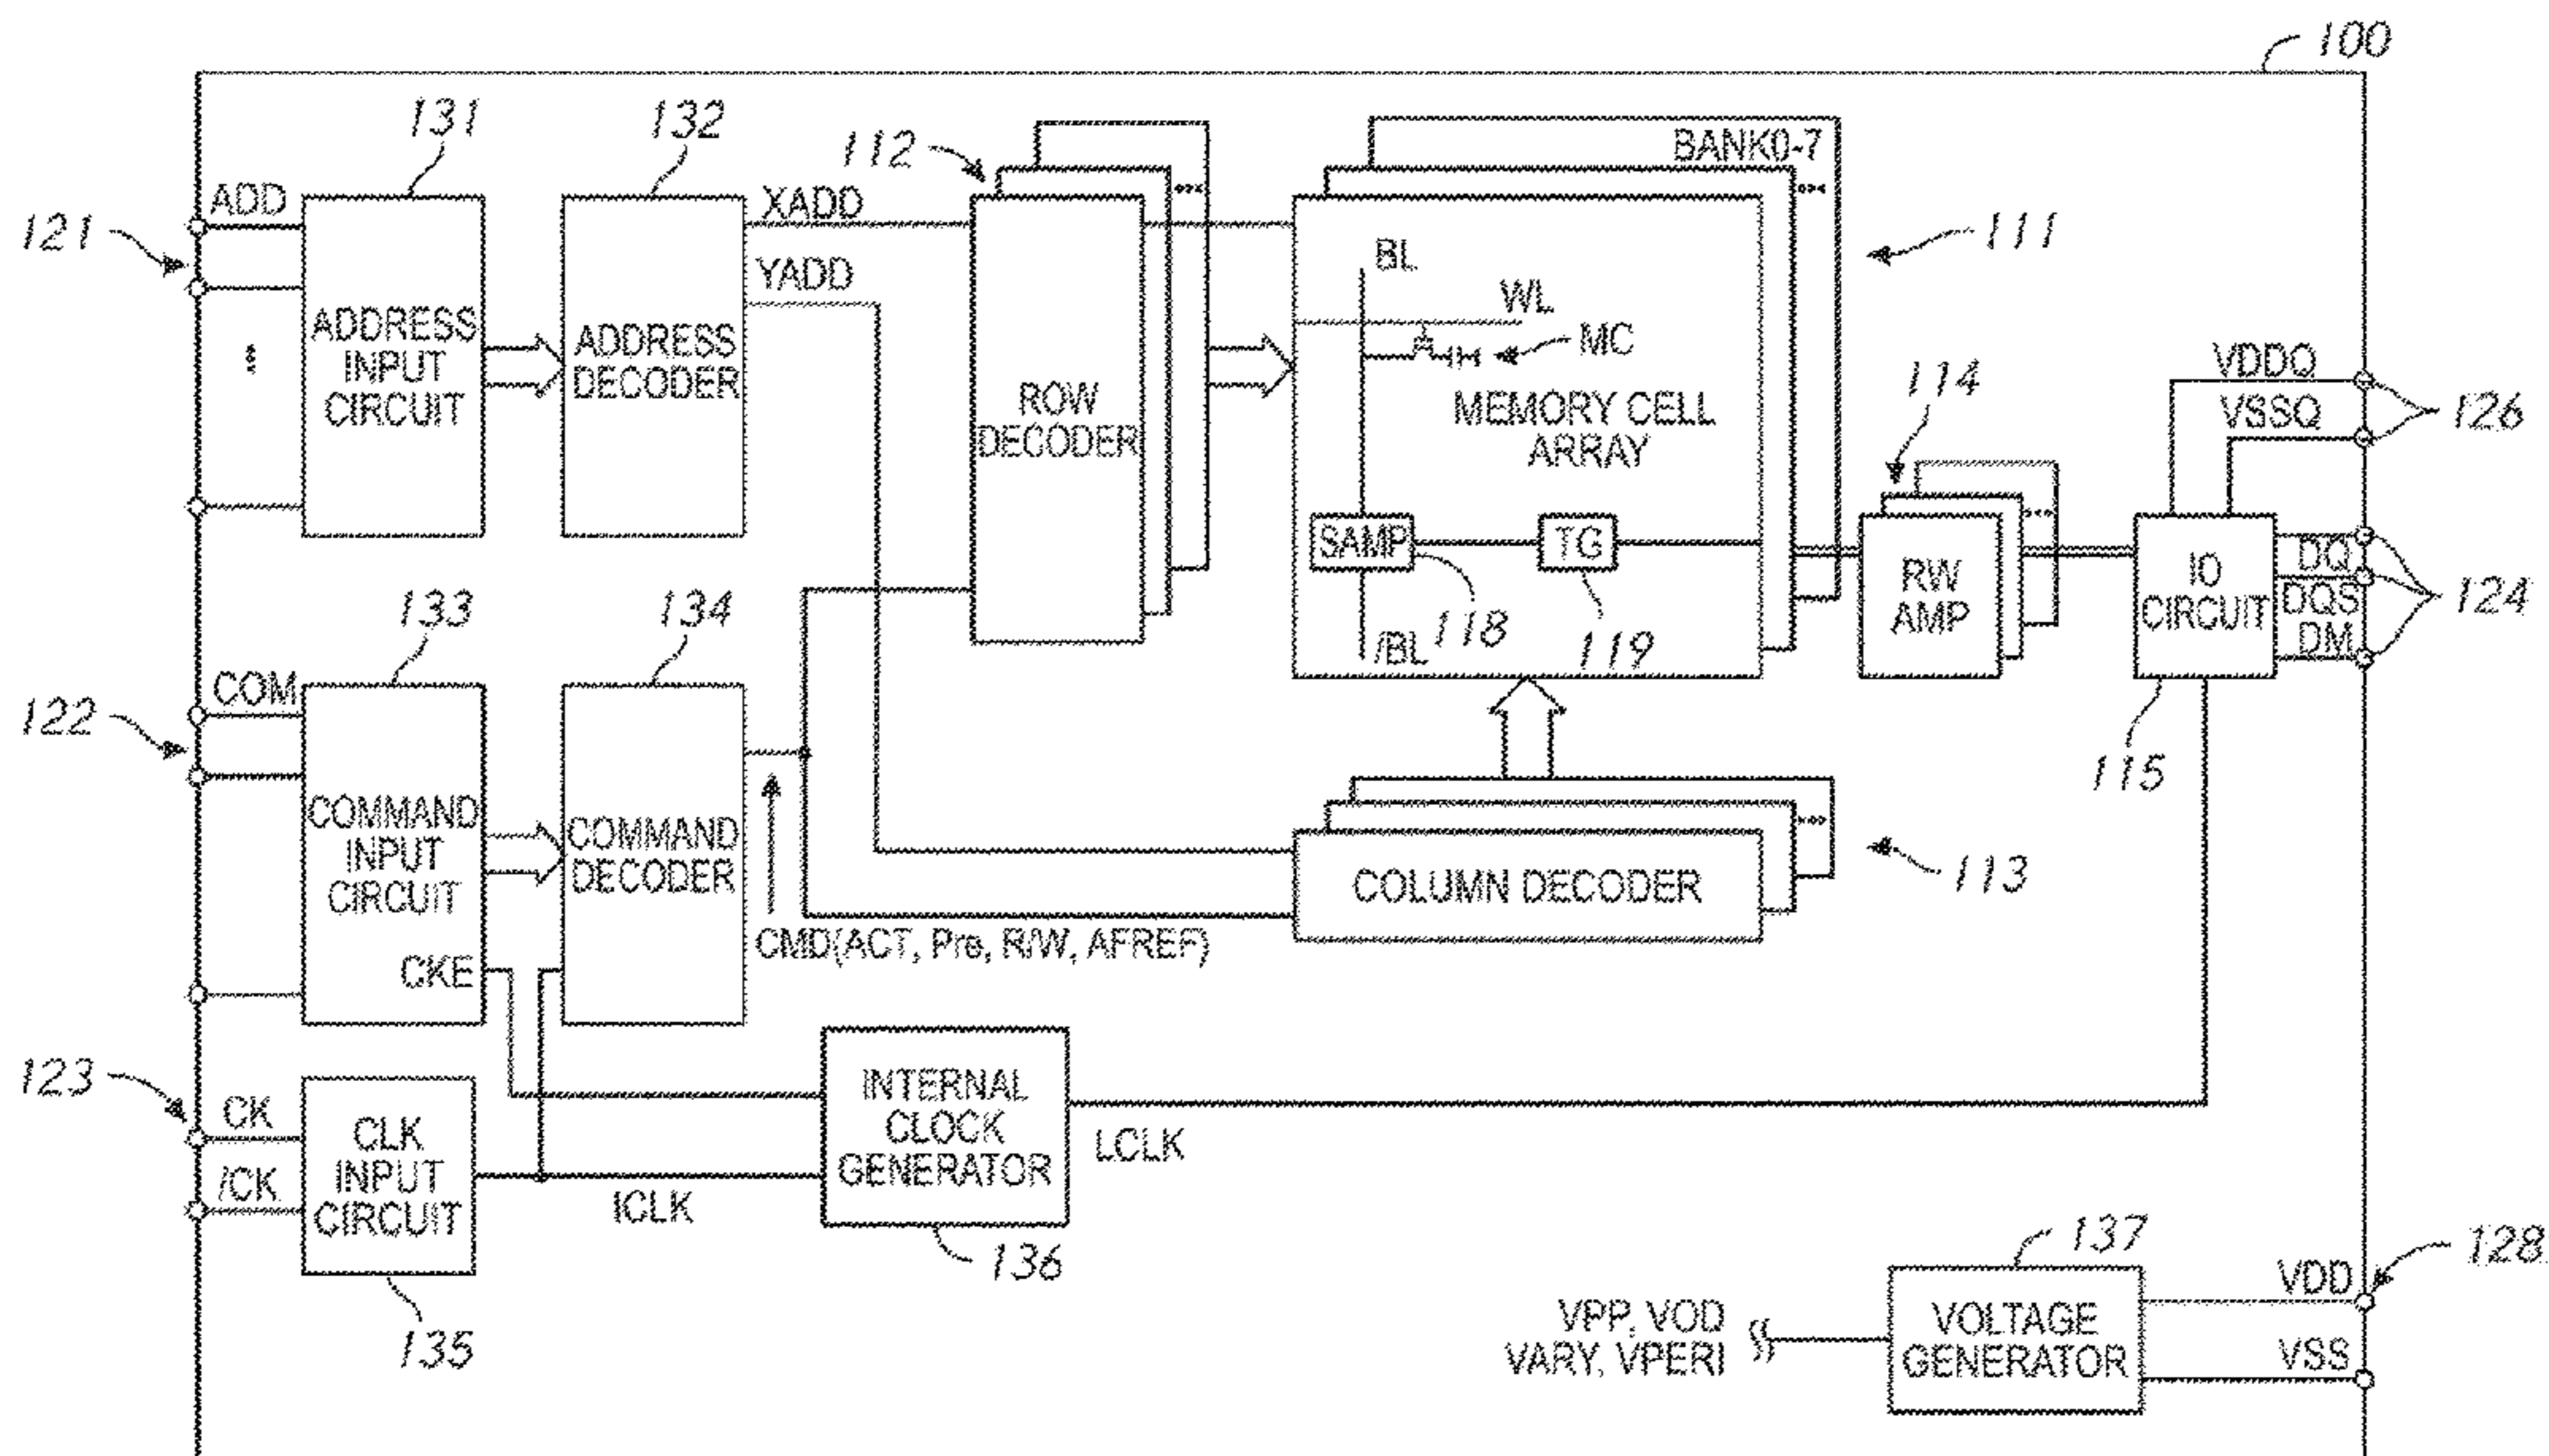 100
131
132
112
BANK0-7
ADD
XADD
121
111
BL
YADD
WL
MC
ADDRESS
INPUT
CIRCUIT
ADDRESS
DECODER
ROW
DECODER
MEMORY CELL
ARRAY
114
VDDQ
VSSQ
126
SAMP
TG
RW
AMP
IO
CIRCUIT
DQ
DQS
DM
124
118
119
/BL
133
134
COM
122
115
COMMAND
INPUT
CIRCUIT
COMMAND
DECODER
CKE
CMD(ACT, Pre, R/W, AFREF)
COLUMN DECODER
113
123
CK
/CK
CLK
INPUT
CIRCUIT
INTERNAL
CLOCK
GENERATOR
LCLK
ICLK
136
135
137
128
VDD
VSS
VPP, VOD
VARY, VPERI
VOLTAGE
GENERATOR